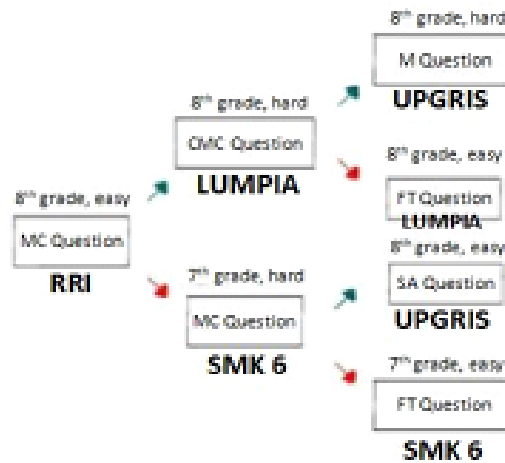 8th grade, hard
M Question
UPGRIS
8th grade, hard
CMC Question
LUMPIA
8th grade, easy
FT Question
LUMPIA
8th grade, easy
MC Question
RRI
7th grade, hard
MC Question
SMK 6
8th grade, easy
SA Question
UPGRIS
7th grade, easy
FT Question
SMK 6